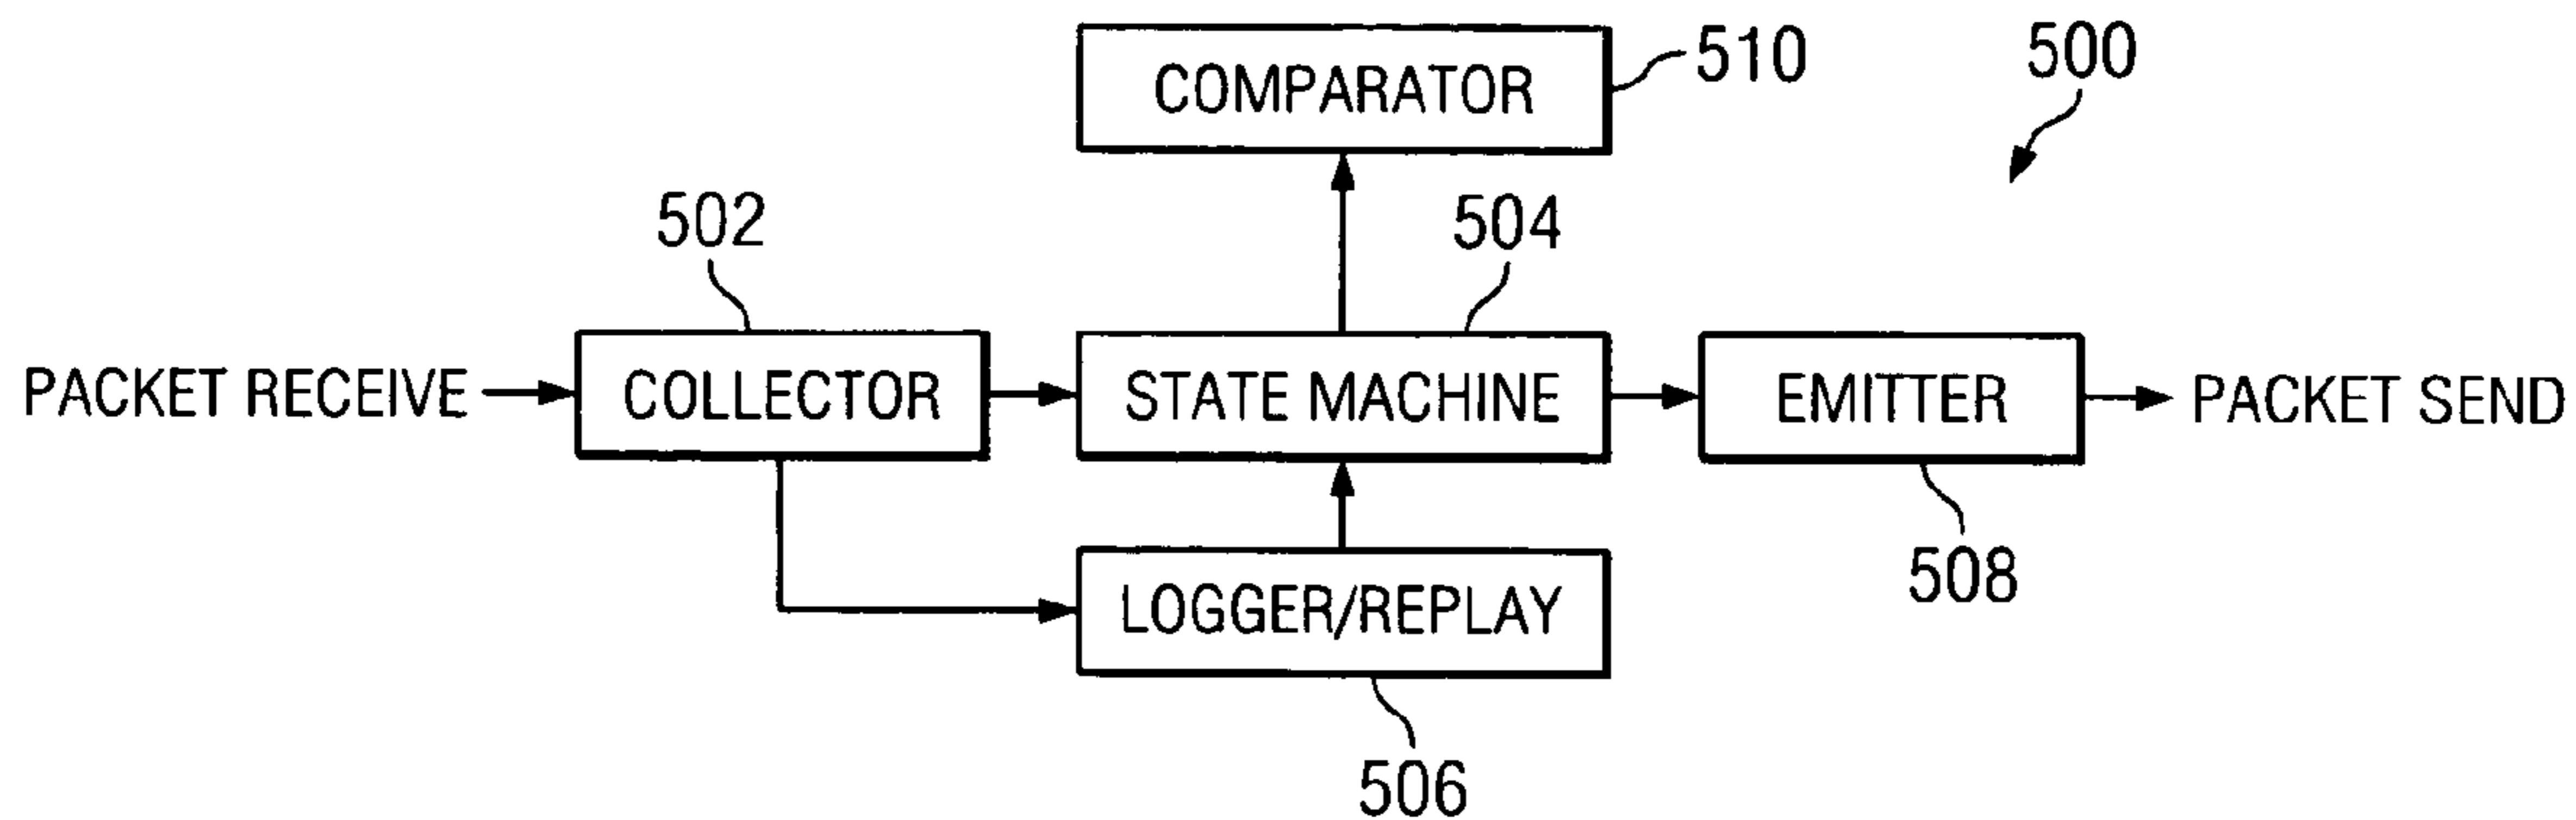 COMPARATOR
510
500
502
504
PACKET RECEIVE
COLLECTOR
STATE MACHINE
EMITTER
PACKET SEND
508
LOGGER/REPLAY
506